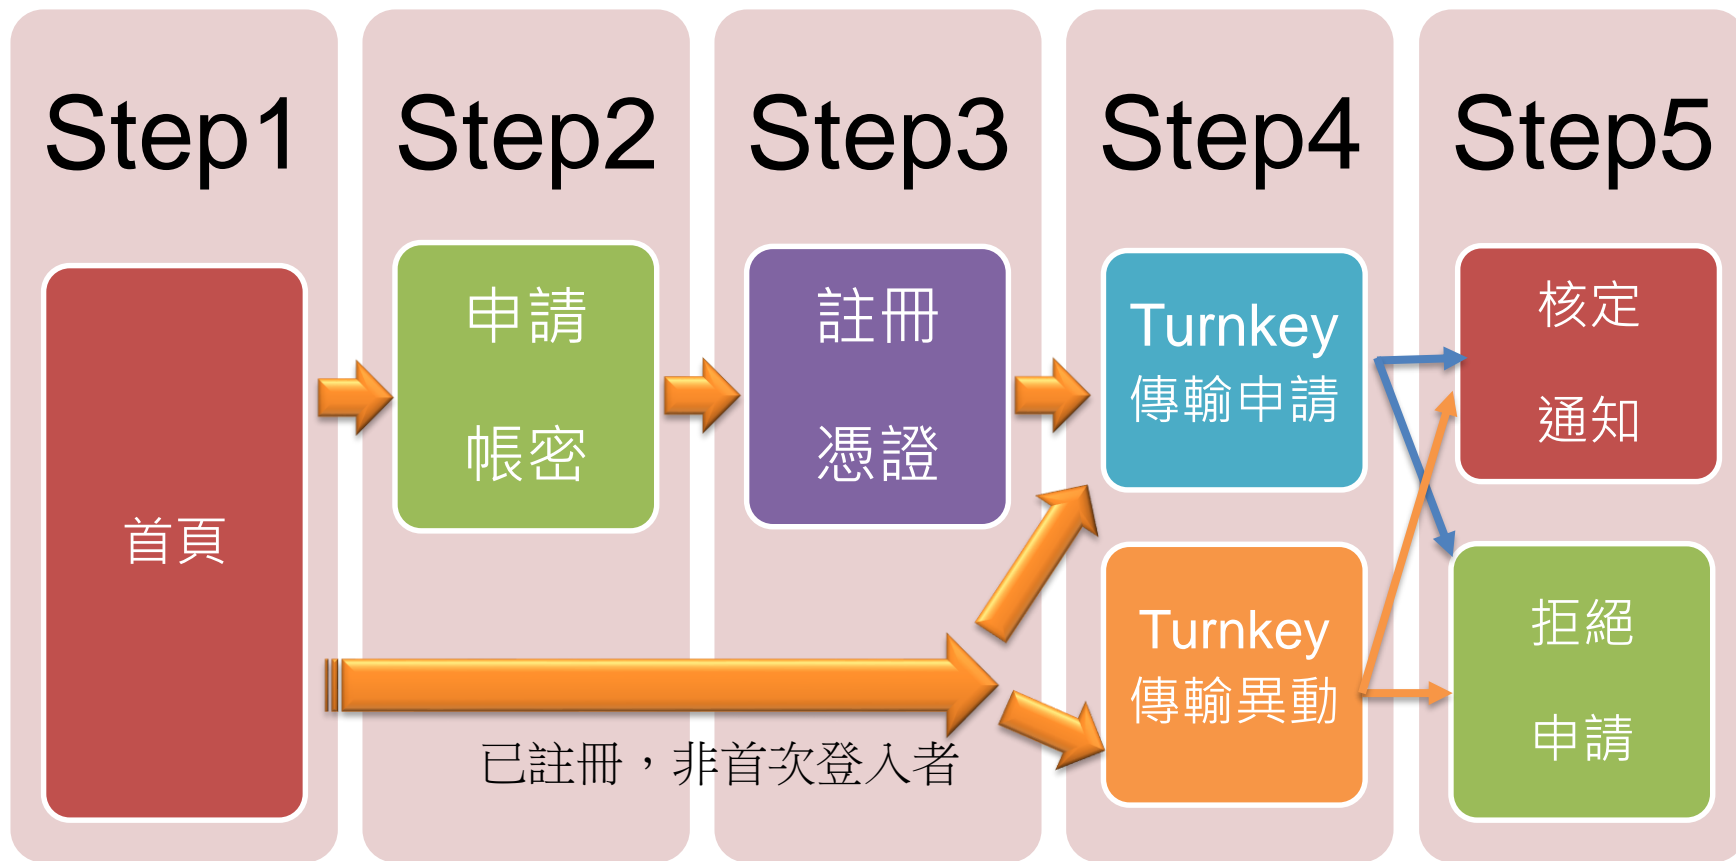 Step1
首頁
Step2
申請
帳密
Step3
註冊
憑證
Step4
Turnkey
傳輸申請
Turnkey
傳輸異動
Step5
核定
通知
拒絕
申請
已註冊，非首次登入者